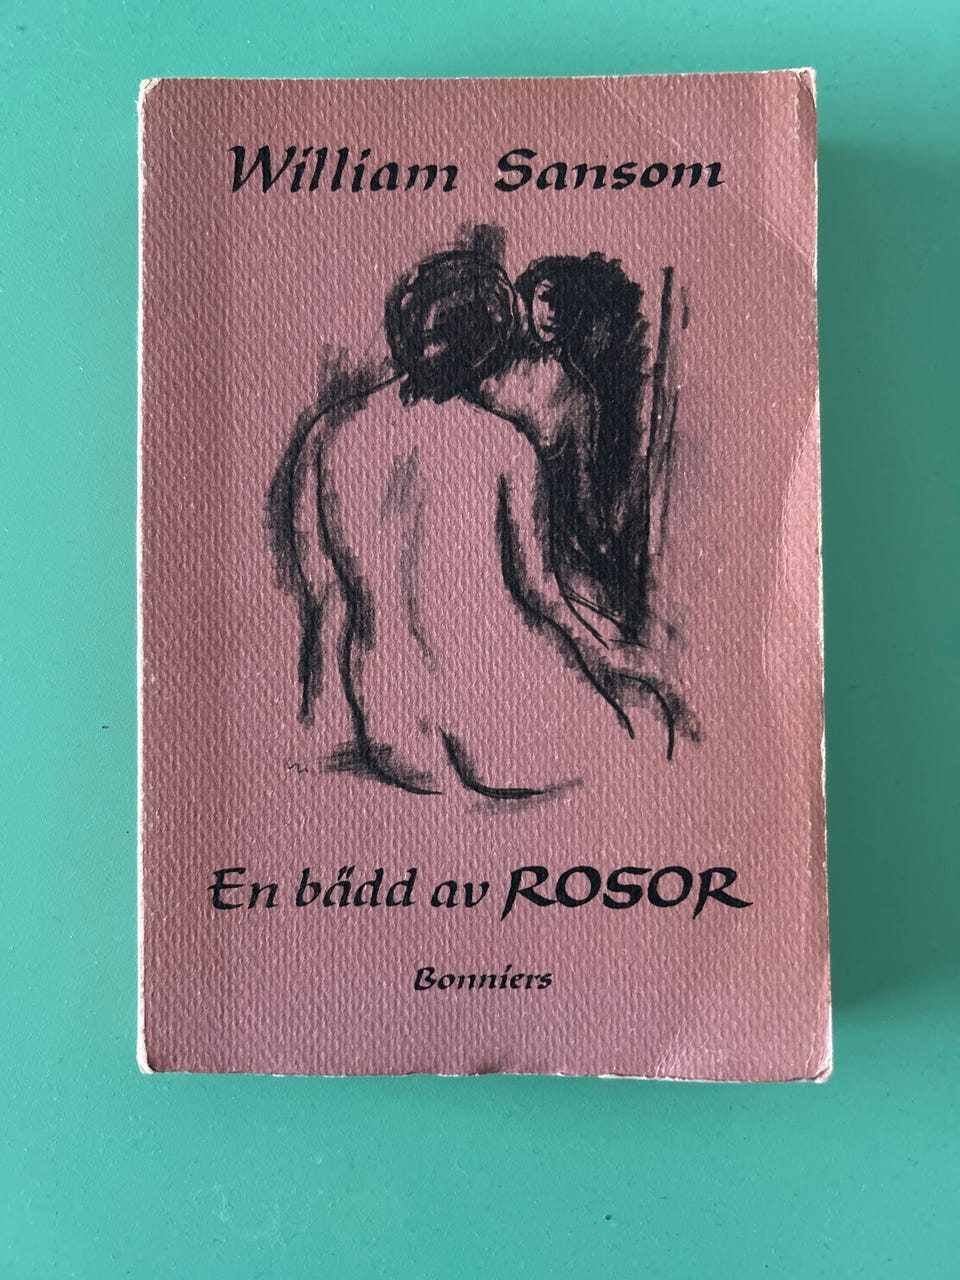 William Sansom
En bädd av ROSOR
Bonniers